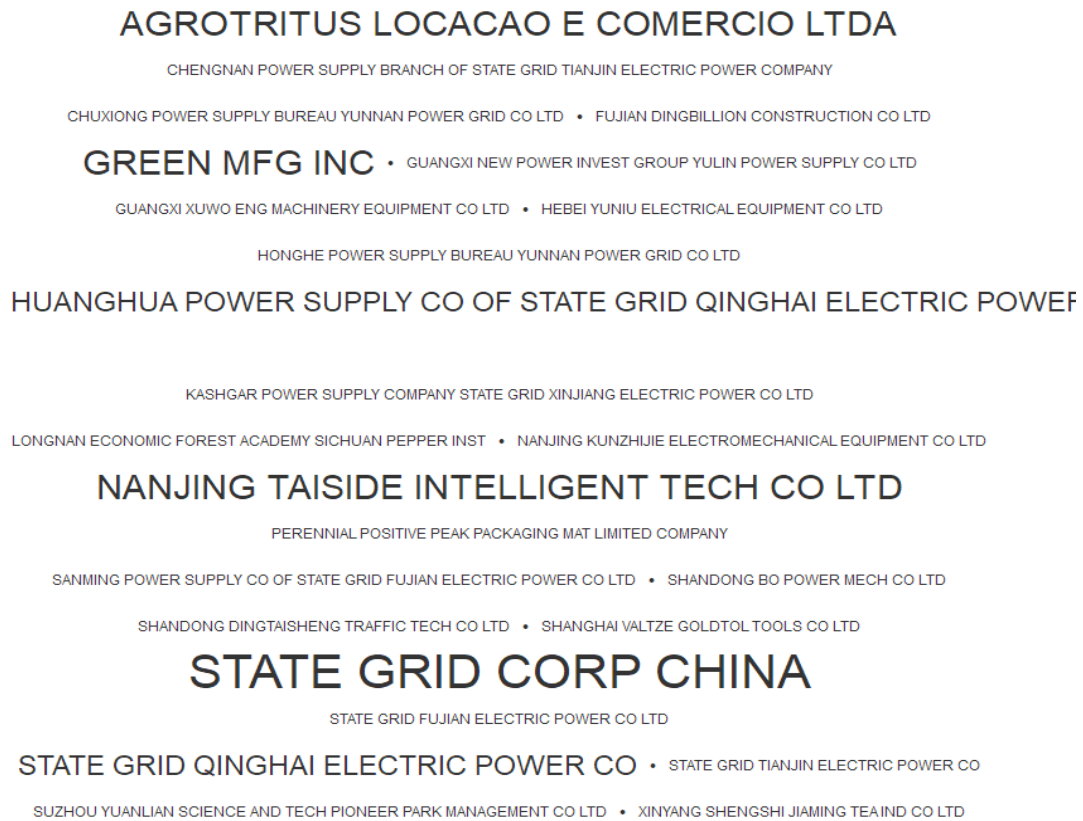 AGROTRITUS LOCACAO E COMERCIO LTDA
CHENGNAN POWER SUPPLY BRANCH OF STATE GRID TIANJIN ELECTRIC POWER COMPANY
CHUXIONG POWER SUPPLY BUREAU YUNNAN POWER GRID CO LTD • FUJIAN DINGBILLION CONSTRUCTION CO LTD
GREEN MFG INC • GUANGXI NEW POWER INVEST GROUP YULIN POWER SUPPLY CO LTD
GUANGXI XUWO ENG MACHINERY EQUIPMENT CO LTD • HEBEI YUNIU ELECTRICAL EQUIPMENT CO LTD
HONGHE POWER SUPPLY BUREAU YUNNAN POWER GRID CO LTD
HUANGHUA POWER SUPPLY CO OF STATE GRID QINGHAI ELECTRIC POWER
KASHGAR POWER SUPPLY COMPANY STATE GRID XINJIANG ELECTRIC POWER CO LTD
LONGNAN ECONOMIC FOREST ACADEMY SICHUAN PEPPER INST • NANJING KUNZHIJIE ELECTROMECHANICAL EQUIPMENT CO LTD
NANJING TAISIDE INTELLIGENT TECH CO LTD
PERENNIAL POSITIVE PEAK PACKAGING MAT LIMITED COMPANY
SANMING POWER SUPPLY CO OF STATE GRID FUJIAN ELECTRIC POWER CO LTD • SHANDONG BO POWER MECH CO LTD
SHANDONG DINGTAISHENG TRAFFIC TECH CO LTD • SHANGHAI VALTZE GOLDTOL TOOLS CO LTD
STATE GRID CORP CHINA
STATE GRID FUJIAN ELECTRIC POWER CO LTD
STATE GRID QINGHAI ELECTRIC POWER CO • STATE GRID TIANJIN ELECTRIC POWER CO
SUZHOU YUANLIAN SCIENCE AND TECH PIONEER PARK MANAGEMENT CO LTD • XINYANG SHENGSHI JIAMING TEA IND CO LTD